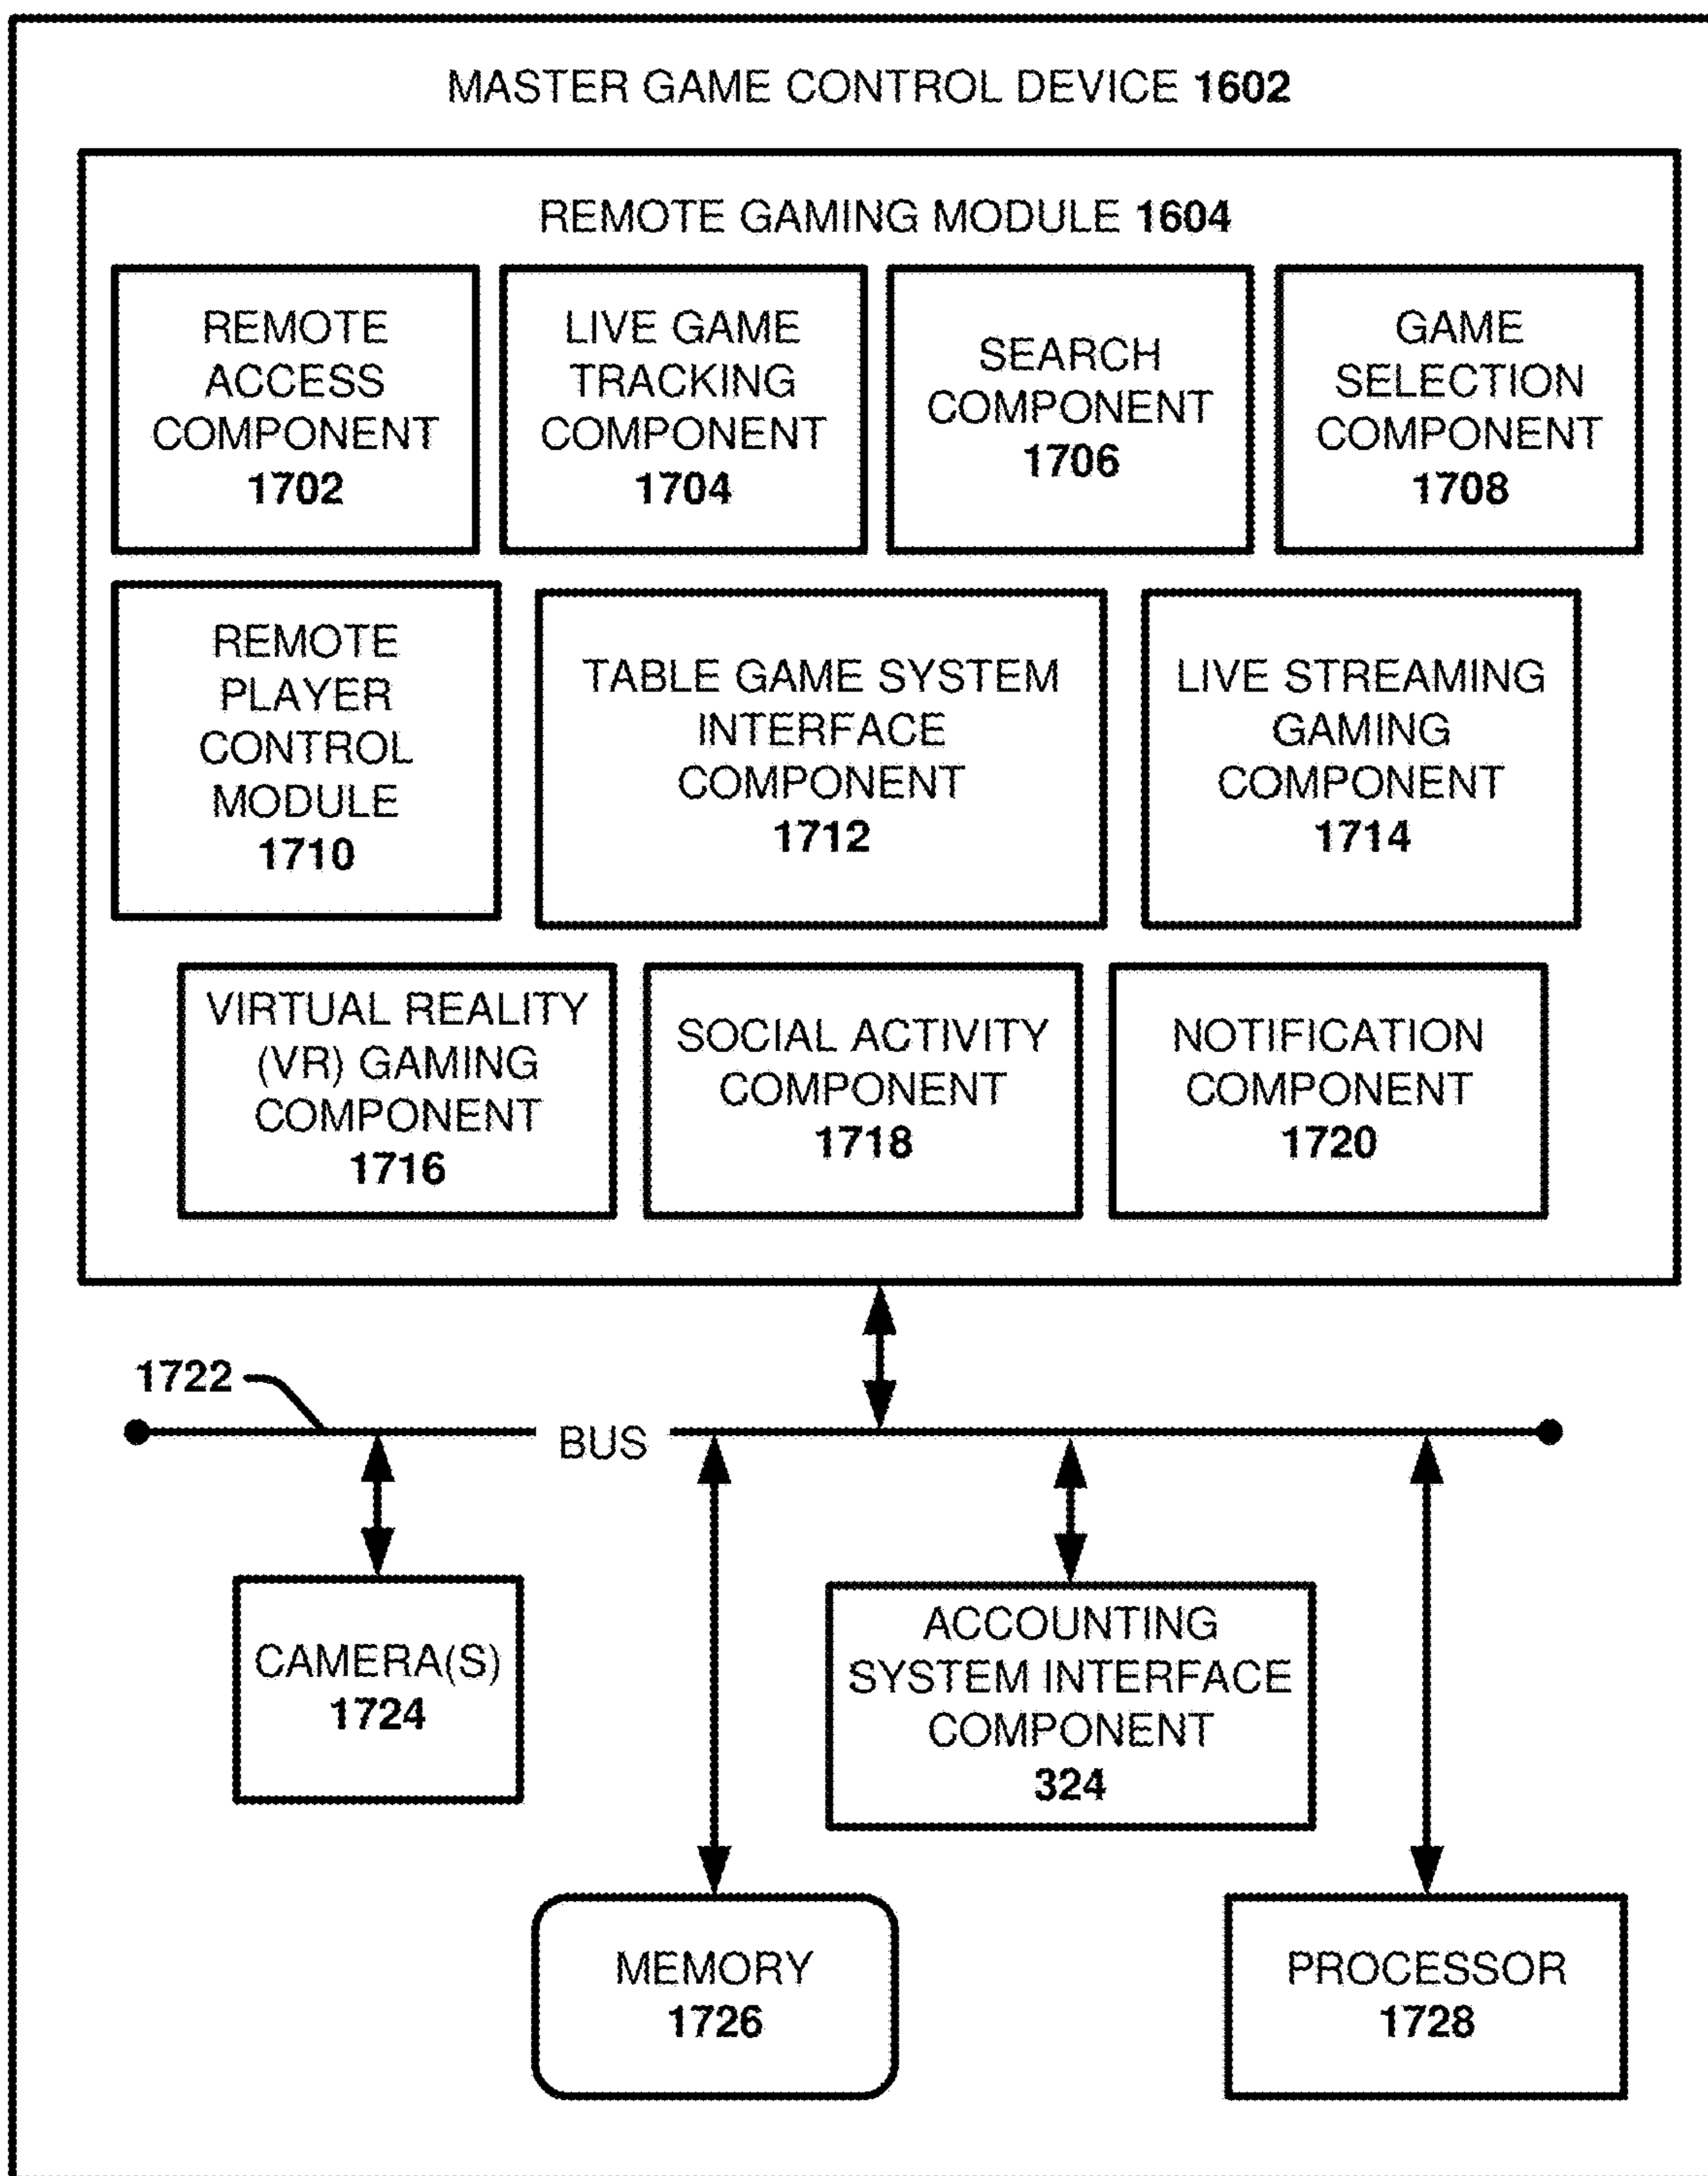 MASTER GAME CONTROL DEVICE 1602
REMOTE GAMING MODULE 1604
REMOTE
ACCESS
COMPONENT
1702
LIVE GAME
TRACKING
COMPONENT
1704
SEARCH
COMPONENT
1706
GAME
SELECTION
COMPONENT
1708
REMOTE
PLAYER
CONTROL
MODULE
1710
TABLE GAME SYSTEM
INTERFACE
COMPONENT
1712
LIVE STREAMING
GAMING
COMPONENT
1714
VIRTUAL REALITY
(VR) GAMING
COMPONENT
1716
SOCIAL ACTIVITY
COMPONENT
1718
NOTIFICATION
COMPONENT
1720
1722
BUS
CAMERA(S)
1724
ACCOUNTING
SYSTEM INTERFACE
COMPONENT
324
MEMORY
1726
PROCESSOR
1728